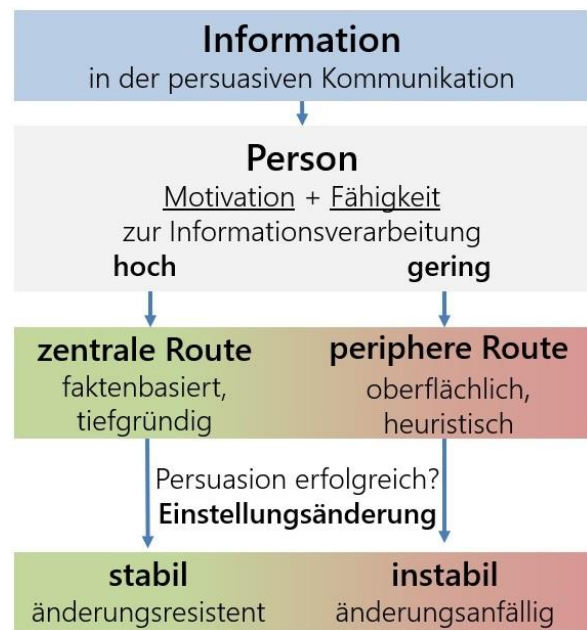 Information
in der persuasiven Kommunikation
Person
Motivation + Fähigkeit
zur Informationsverarbeitung
hoch gering
zentrale Route
faktenbasiert,
tiefgründig
periphere Route
oberflächlich,
heuristisch
Persuasion erfolgreich?
Einstellungsänderung
stabil
änderungsresistent
instabil
änderungsanfällig